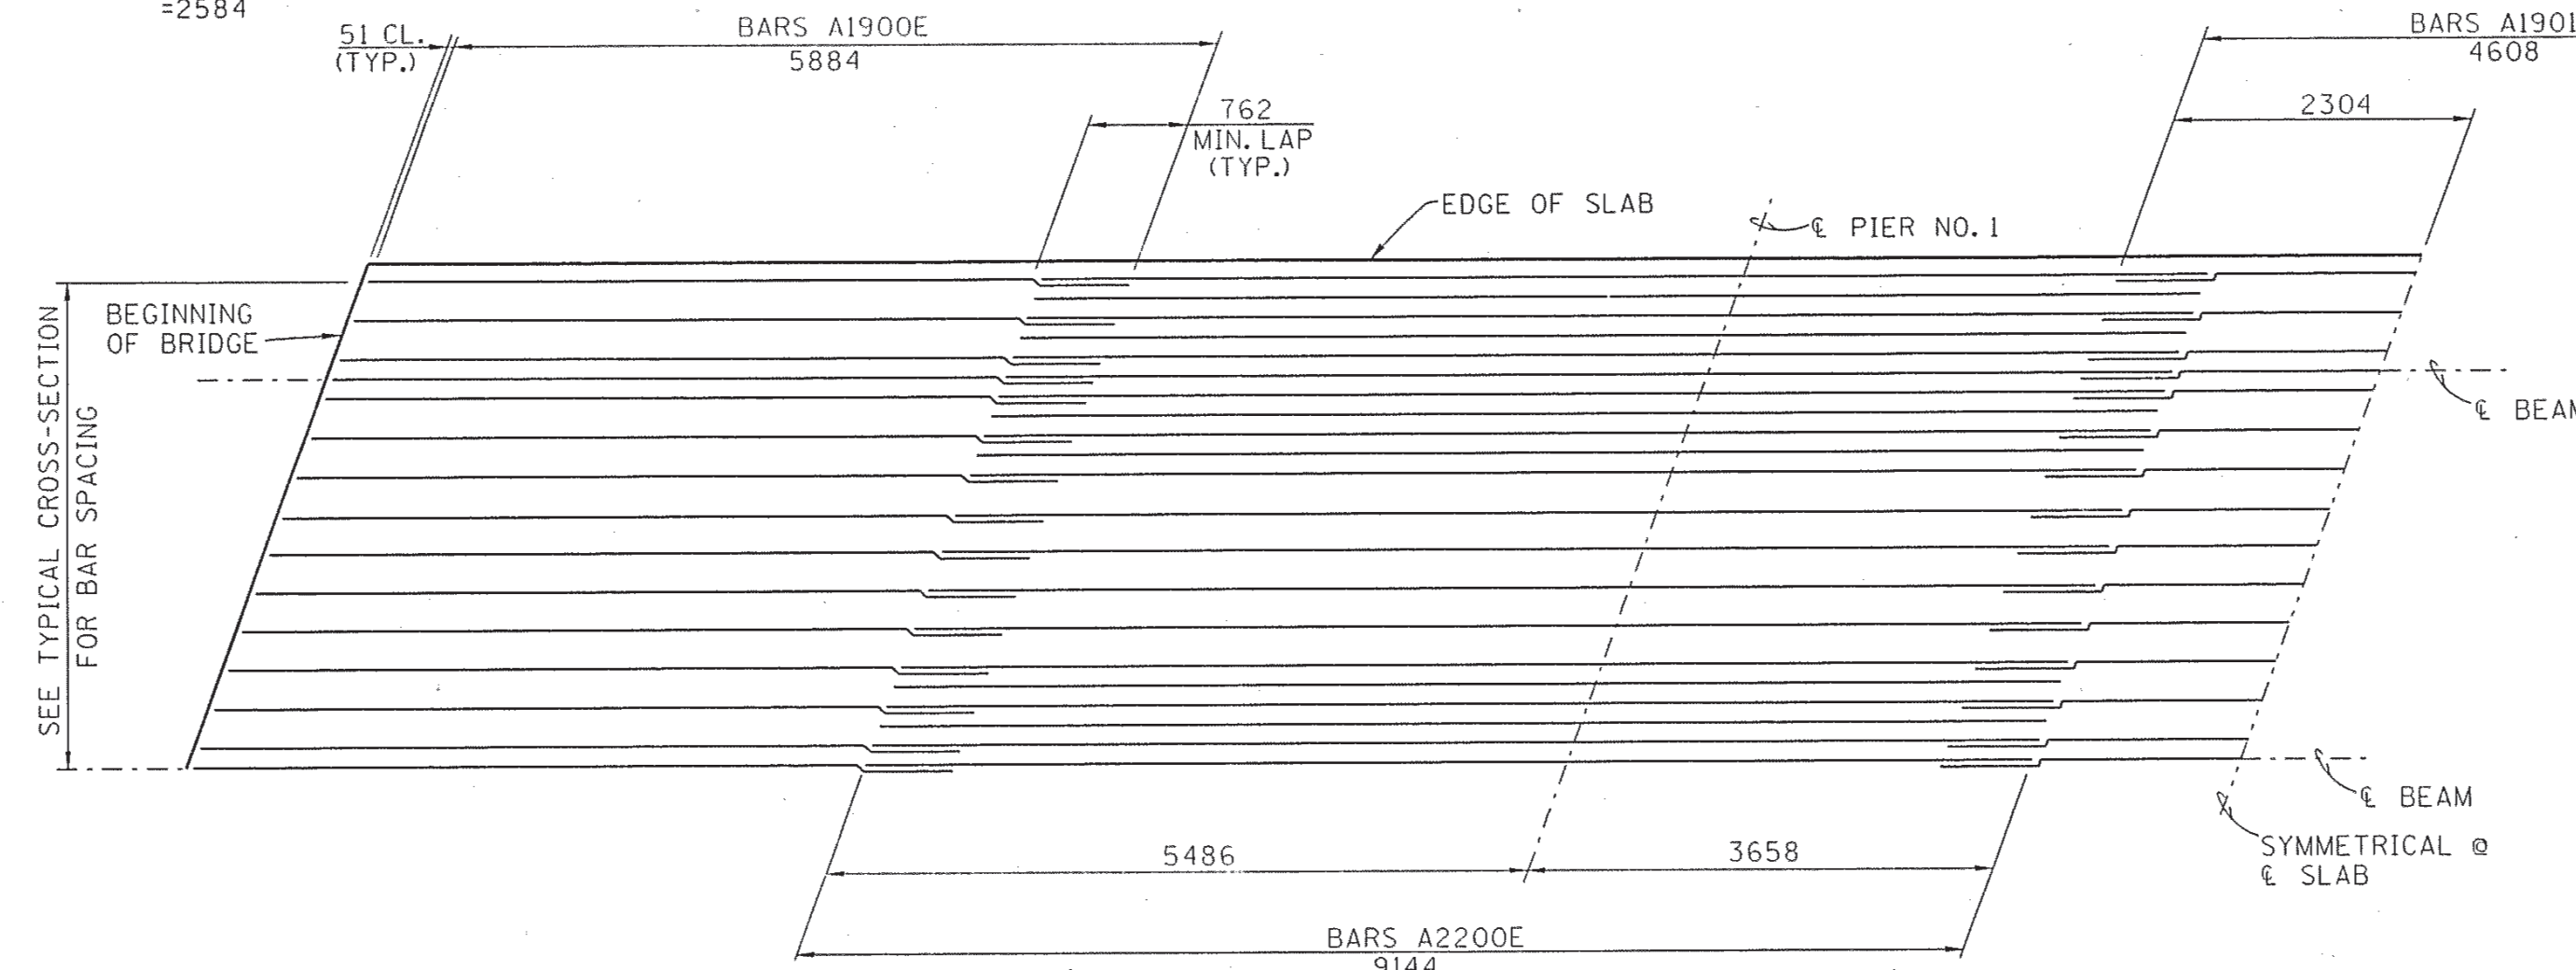 =2584
51 CL.
(TYP.)
BARS A1900E
5884
BARS A1901
4608
762
MIN. LAP
(TYP.)
2304
EDGE OF SLAB
℄ PIER NO. 1
BEGINNING
OF BRIDGE
SEE TYPICAL CROSS-SECTION
FOR BAR SPACING
℄ BEAM
℄ BEAM
SYMMETRICAL @
℄ SLAB
5486
3658
BARS A2200E
9144